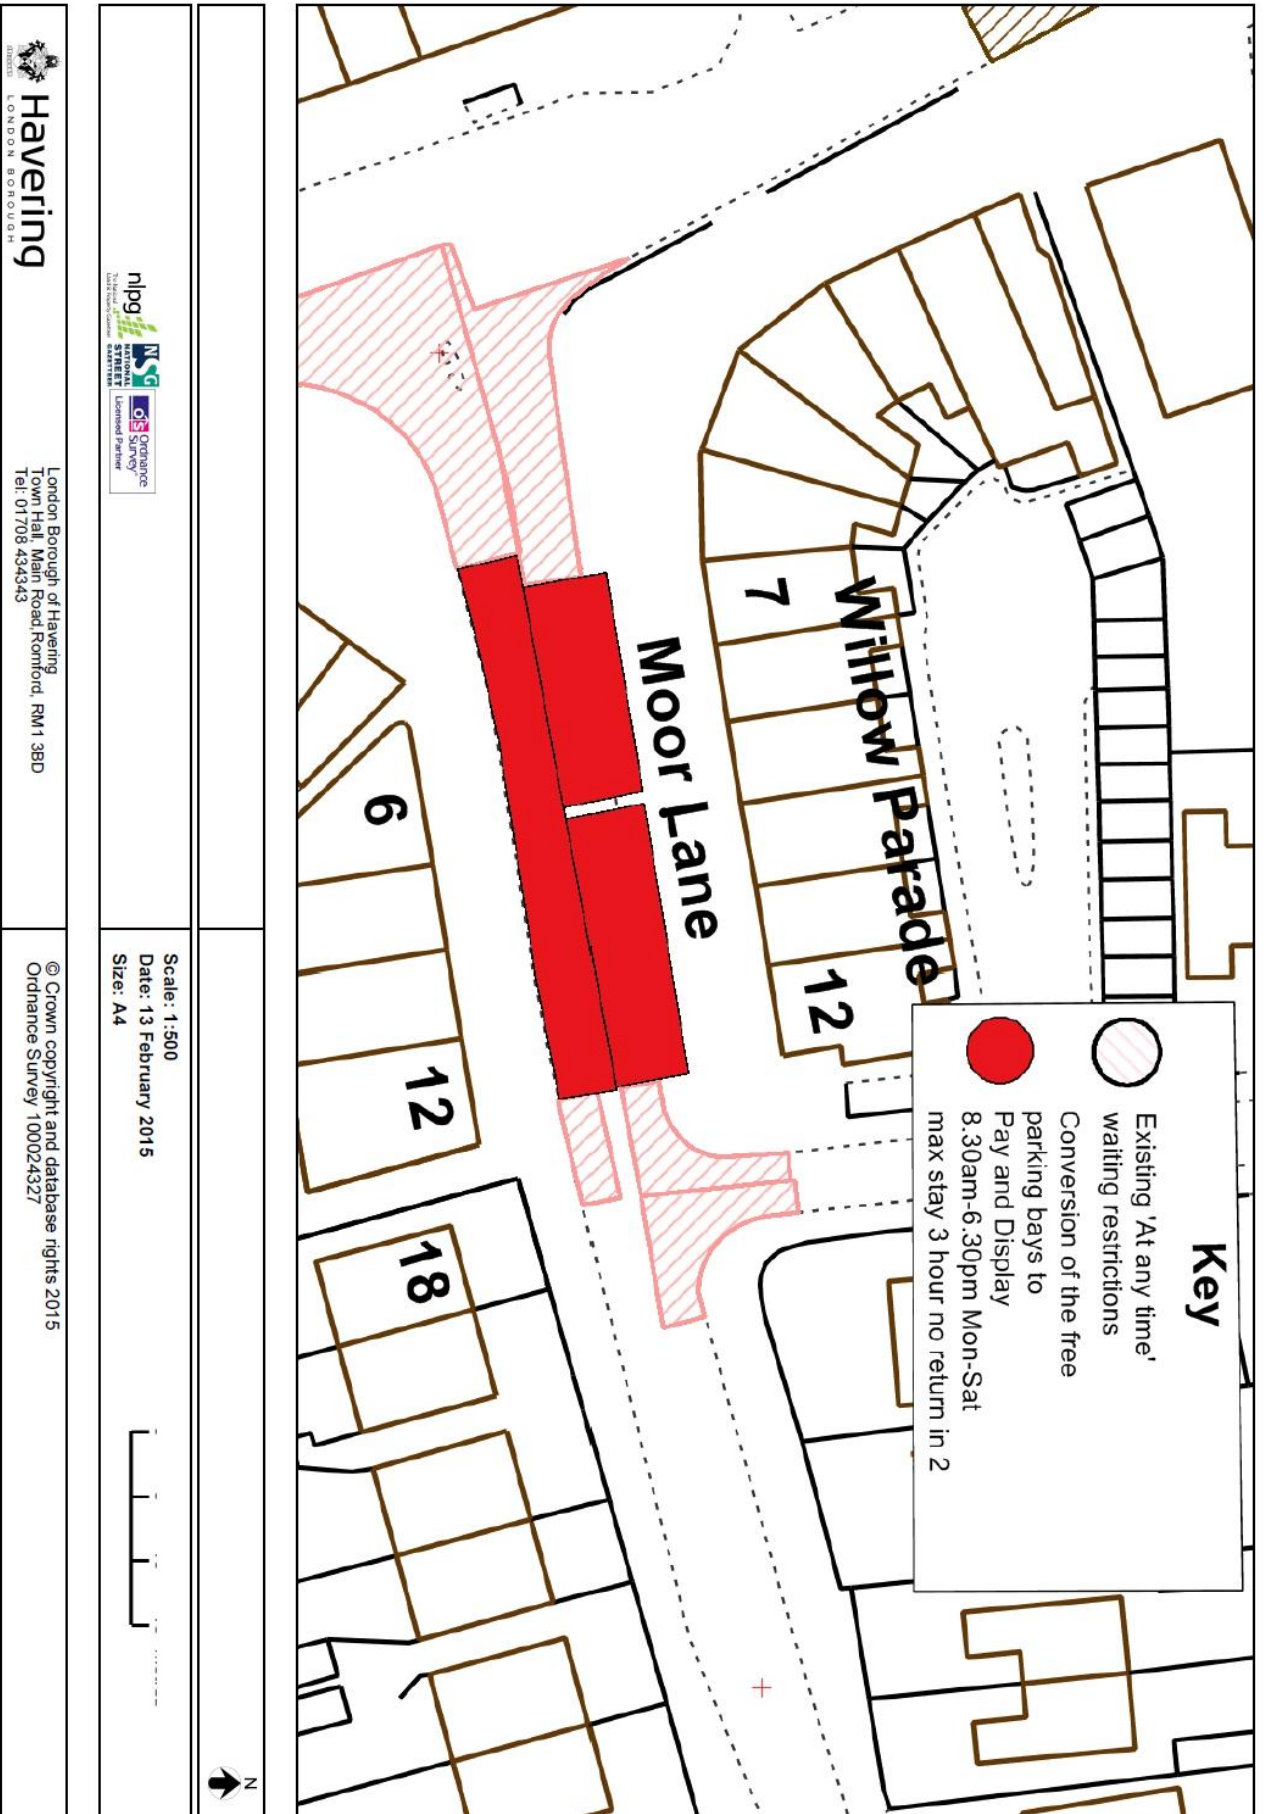 Key
Existing 'At any time'
waiting restrictions
Conversion of the free
parking bays to
Pay and Display
8.30am-6.30pm Mon-Sat
max stay 3 hour no return in 2
Willow Parade
7
12
Moor Lane
6
12
18
N
nlpg
NSG
NATIONAL
STREET
GAZETTEER
Ordnance
Survey
Licensed Partner
Scale: 1:500
Date: 13 February 2015
Size: A4
Havering
LONDON BOROUGH
London Borough of Havering
Town Hall, Main Road,Romford, RM1 3BD
Tel: 01708 434343
© Crown copyright and database rights 2015
Ordnance Survey 100024327